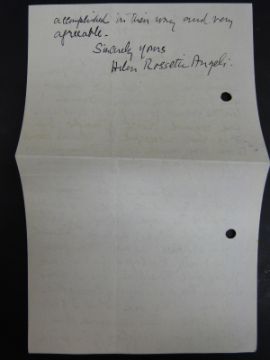 accomplished in their way and very
agreeable.
Sincerely yours
Helen Rossetti Angeli.